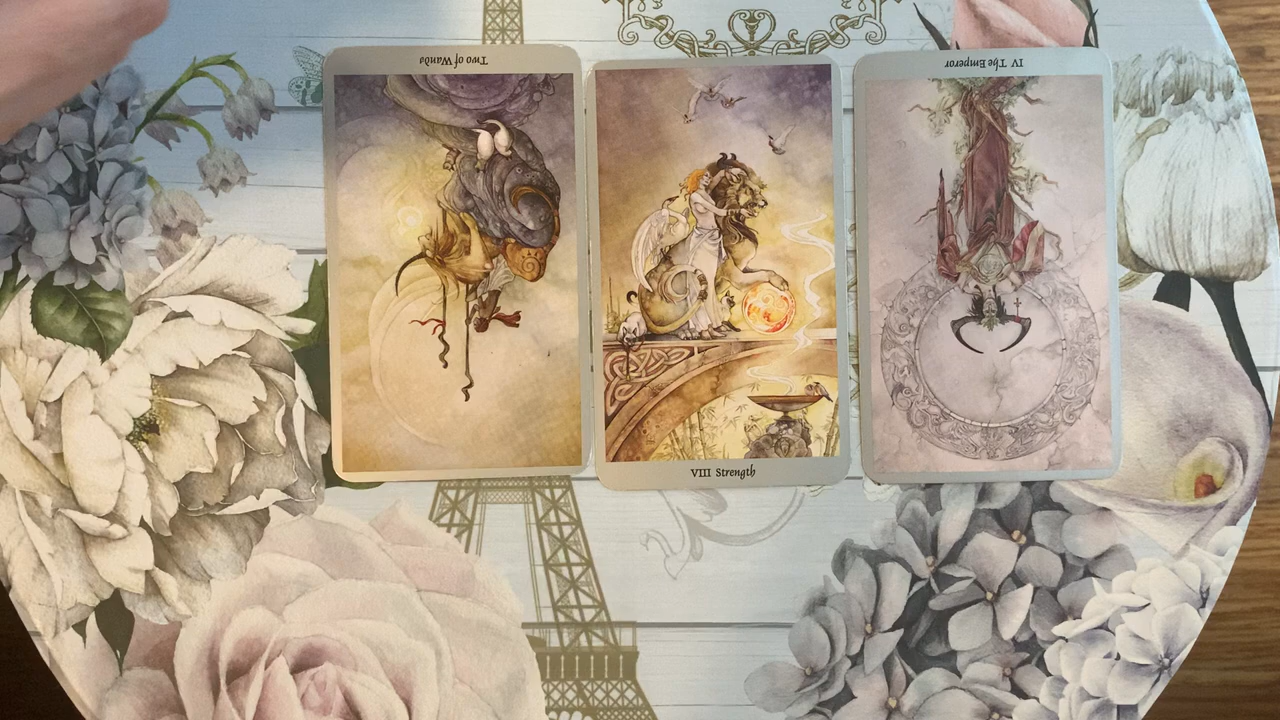 Two of Wands
VIII Strength
IV The Emperor